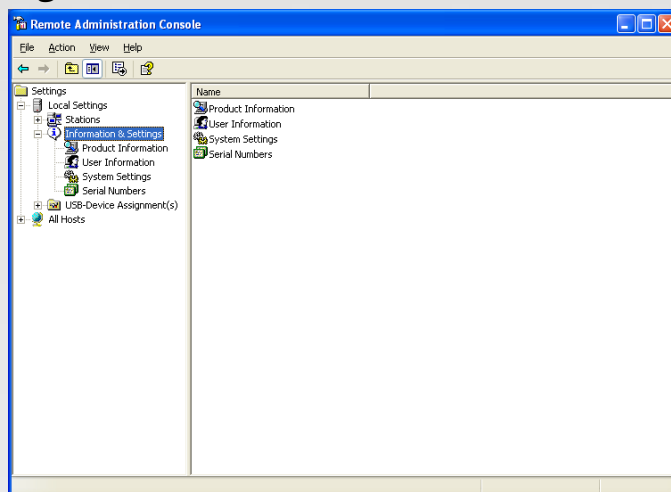 Remote Administration Console
File Action View Help
Settings
Local Settings
Stations
Information & Settings
Product Information
User Information
System Settings
Serial Numbers
USB-Device Assignment(s)
All Hosts
Name
Product Information
User Information
System Settings
Serial Numbers